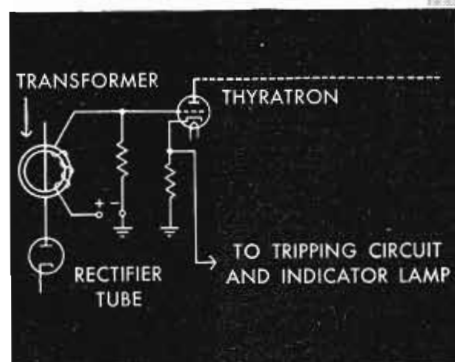 TRANSFORMER
THYRATRON
+ -
RECTIFIER
TUBE
TO TRIPPING CIRCUIT
AND INDICATOR LAMP